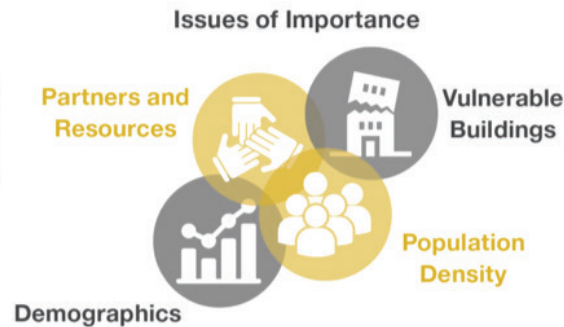 Issues of Importance
Partners and
Resources
Vulnerable
Buildings
Population
Density
Demographics